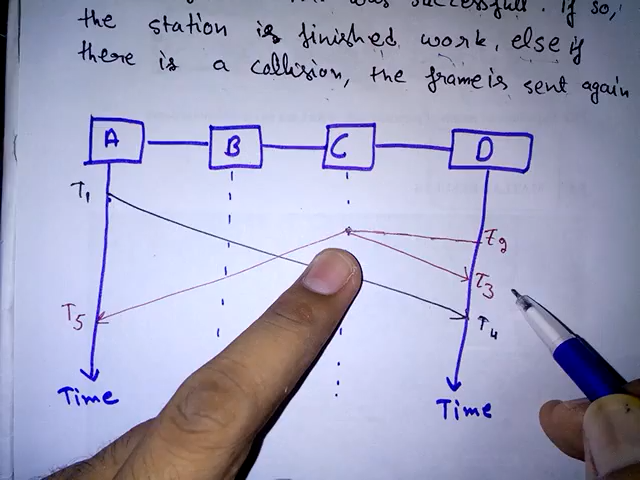 was successfull. If so,
the station is finished work, else if
there is a collision, the frame is sent again
A B C D
T1
T2
T3
T5
T4
Time
Time